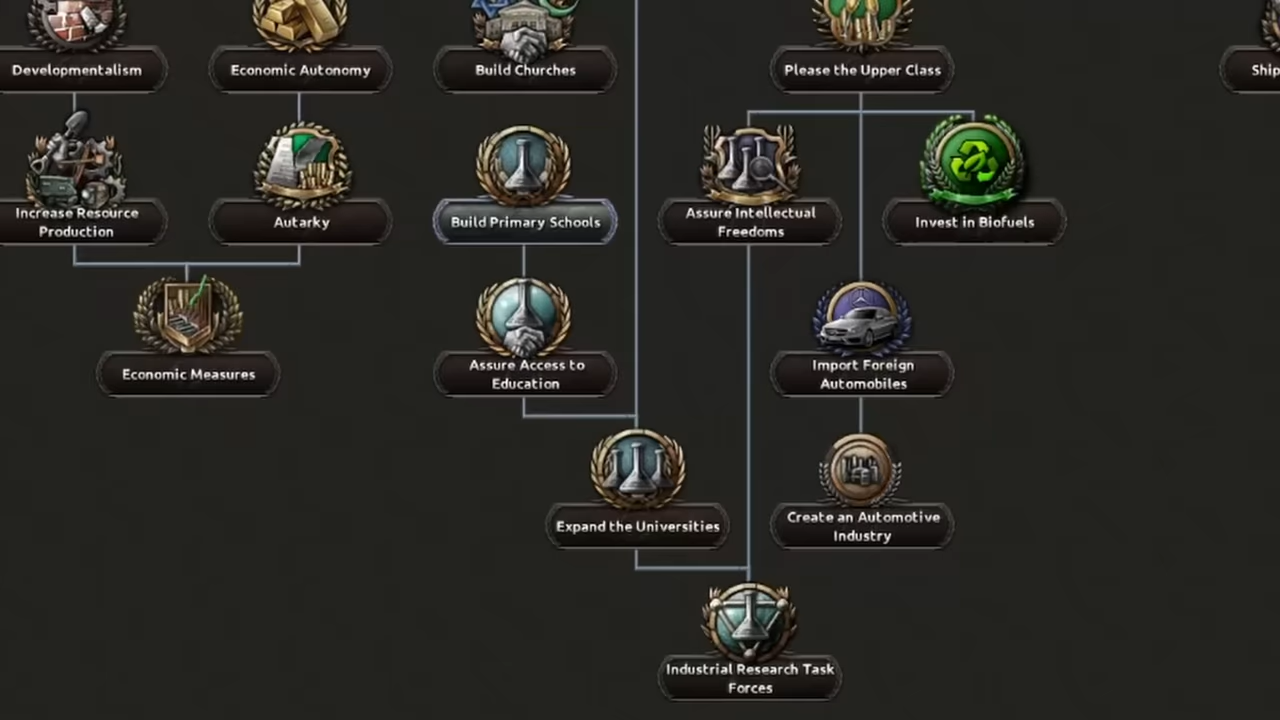 Developmentalism
Economic Autonomy
Build Churches
Please the Upper Class
Increase Resource
Production
Autarky
Build Primary Schools
Assure Intellectual
Freedoms
Invest in Biofuels
Economic Measures
Assure Access to
Education
Import Foreign
Automobiles
Expand the Universities
Create an Automotive
Industry
Industrial Research Task
Forces